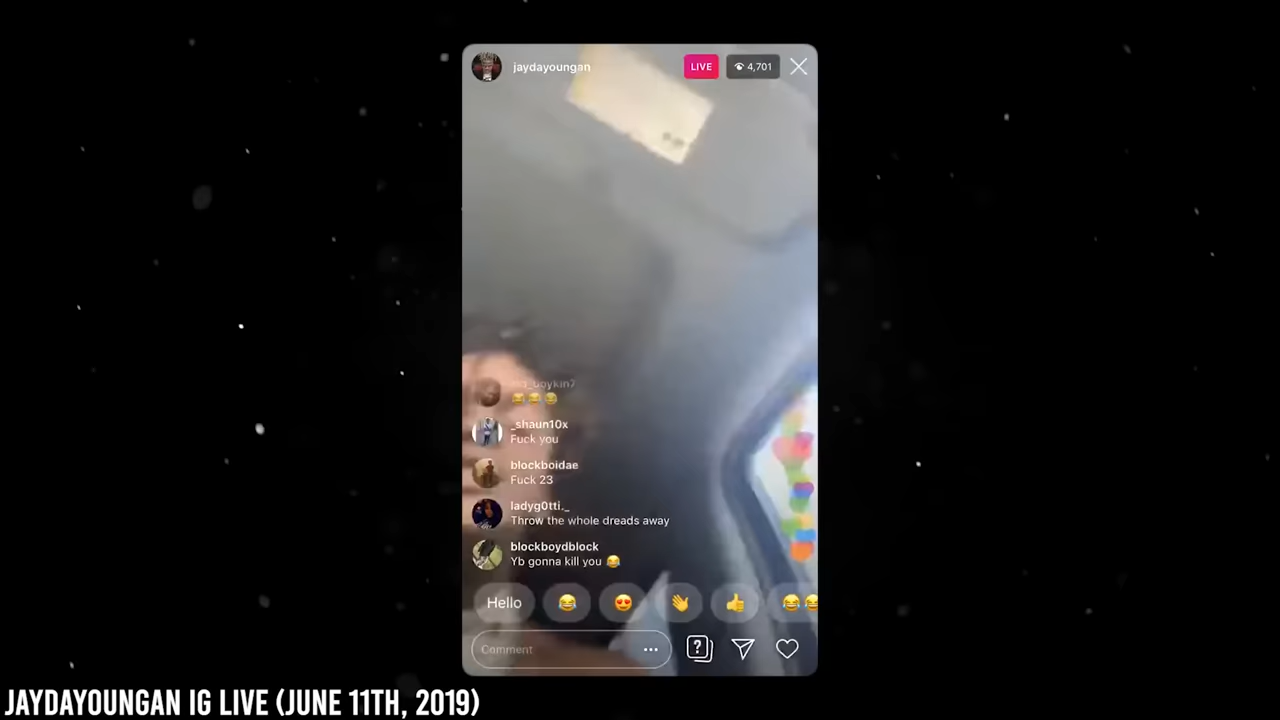 jaydayoungan
LIVE
4,701
😂 😂 😂
_shaun10x
Fuck you
blockboidae
Fuck 23
ladyg0tti._
Throw the whole dreads away
blockboydblock
Yb gonna kill you 😂
Hello
Comment
JAYDAYOUNGAN IG LIVE (JUNE 11TH, 2019)